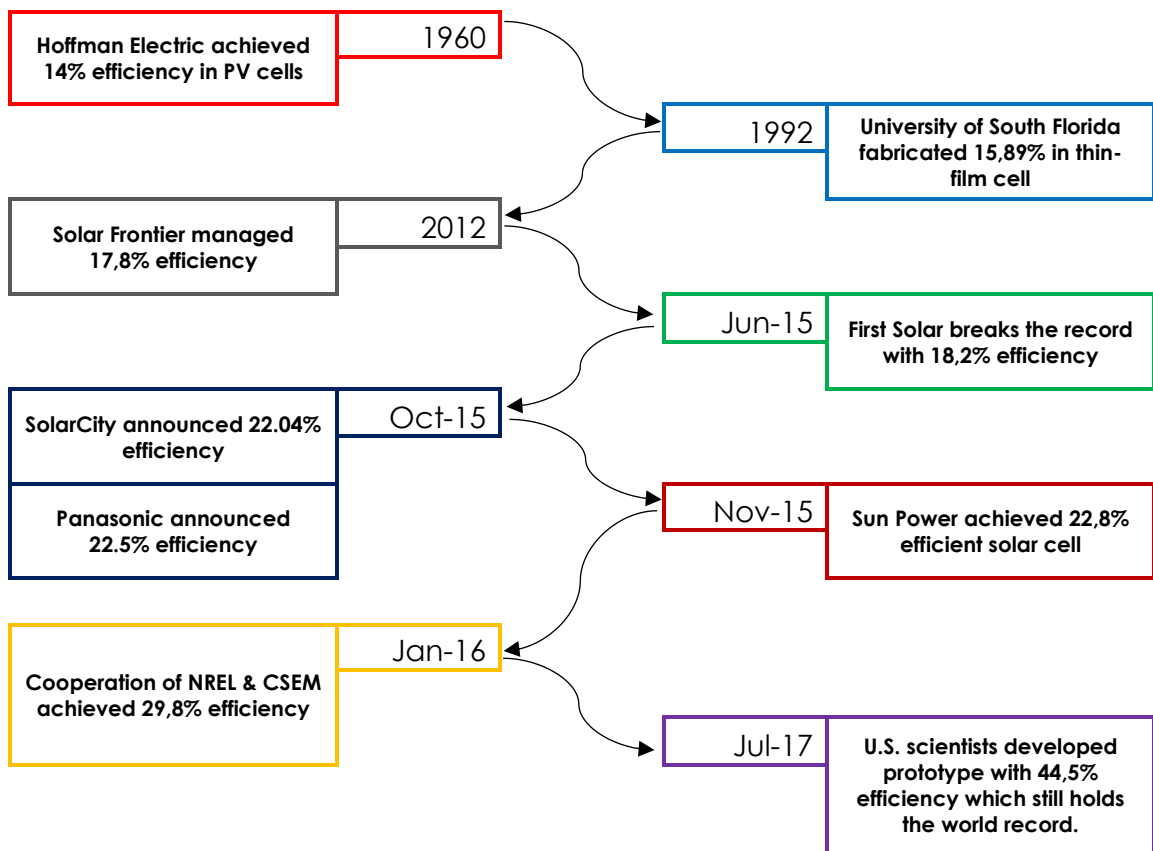 Hoffman Electric achieved
14% efficiency in PV cells
1960
1992
University of South Florida
fabricated 15,89% in thin-
film cell
Solar Frontier managed
17,8% efficiency
2012
Jun-15
First Solar breaks the record
with 18,2% efficiency
SolarCity announced 22.04%
efficiency
Oct-15
Panasonic announced
22.5% efficiency
Nov-15
Sun Power achieved 22,8%
efficient solar cell
Cooperation of NREL & CSEM
achieved 29,8% efficiency
Jan-16
Jul-17
U.S. scientists developed
prototype with 44,5%
efficiency which still holds
the world record.